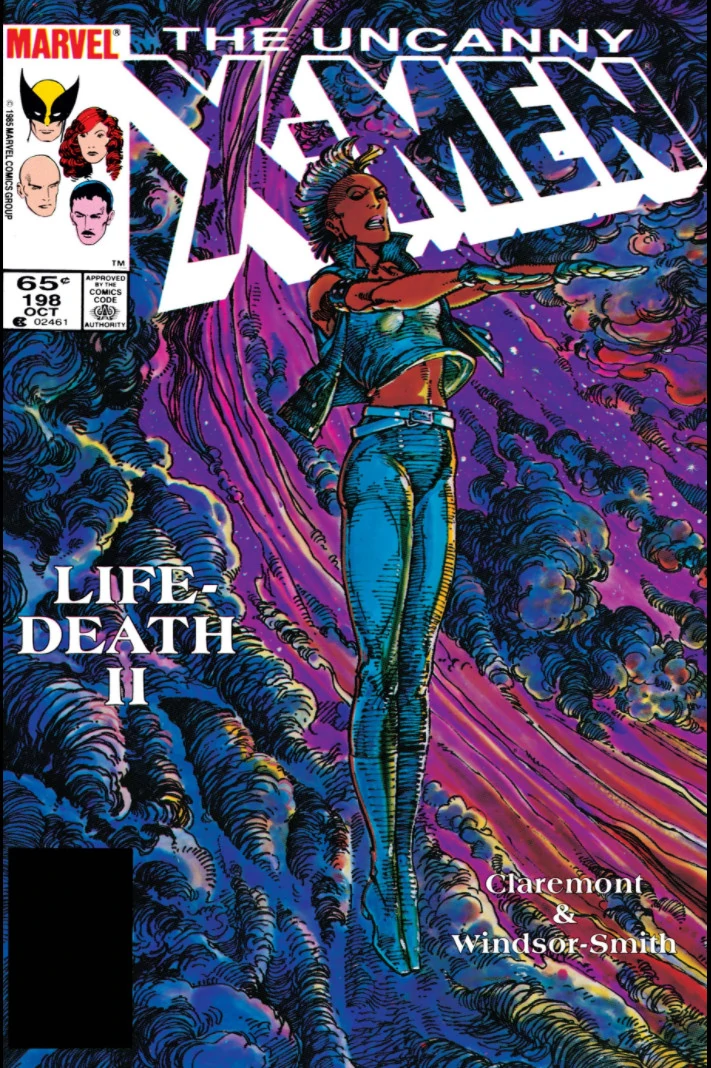 MARVEL®
THE UNCANNY
X-MEN
© 1985 MARVEL COMICS GROUP
TM
65¢
198
OCT
02461
APPROVED
BY THE
COMICS
CODE
AUTHORITY
LIFE-
DEATH
II
Claremont
&
Windsor-Smith